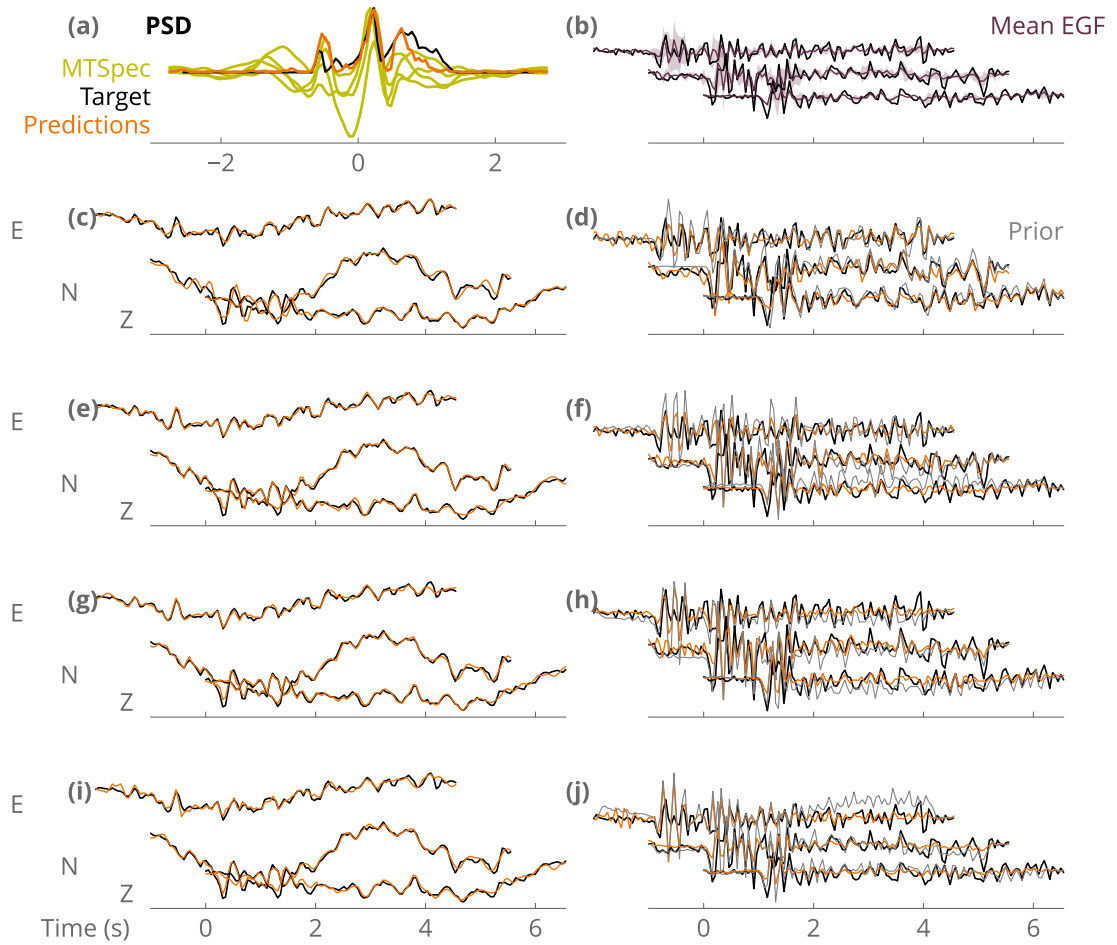 (a) PSD
MTSpec
Target
Predictions
−2 0 2
(b) Mean EGF
(c)
E
N
Z
(d) Prior
(e)
E
N
Z
(f)
(g)
E
N
Z
(h)
(i)
E
N
Z
(j)
Time (s) 0 2 4 6
0 2 4 6